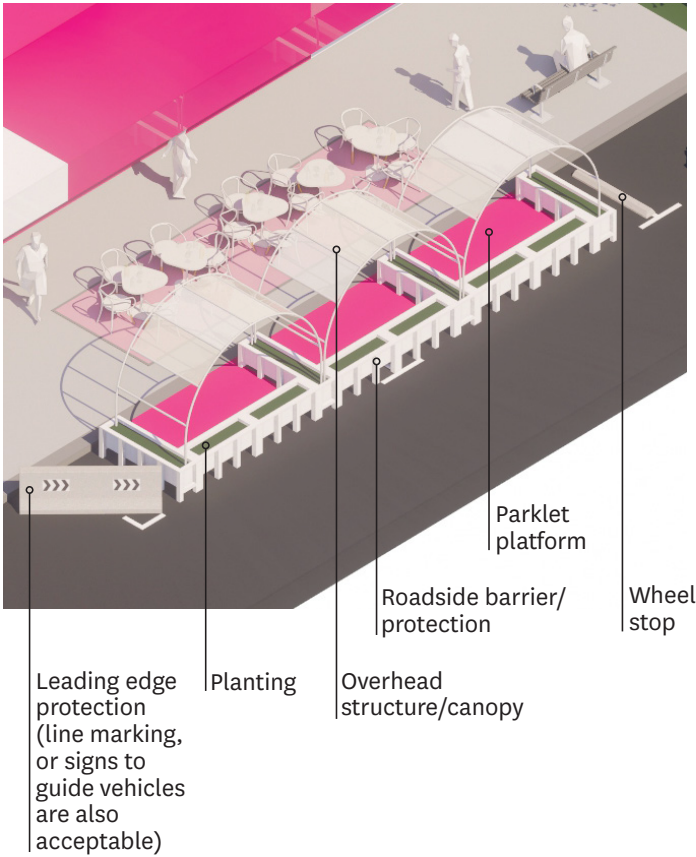 Parklet
platform
Roadside barrier/
protection
Wheel
stop
Leading edge
protection
(line marking,
or signs to
guide vehicles
are also
acceptable)
Planting
Overhead
structure/canopy